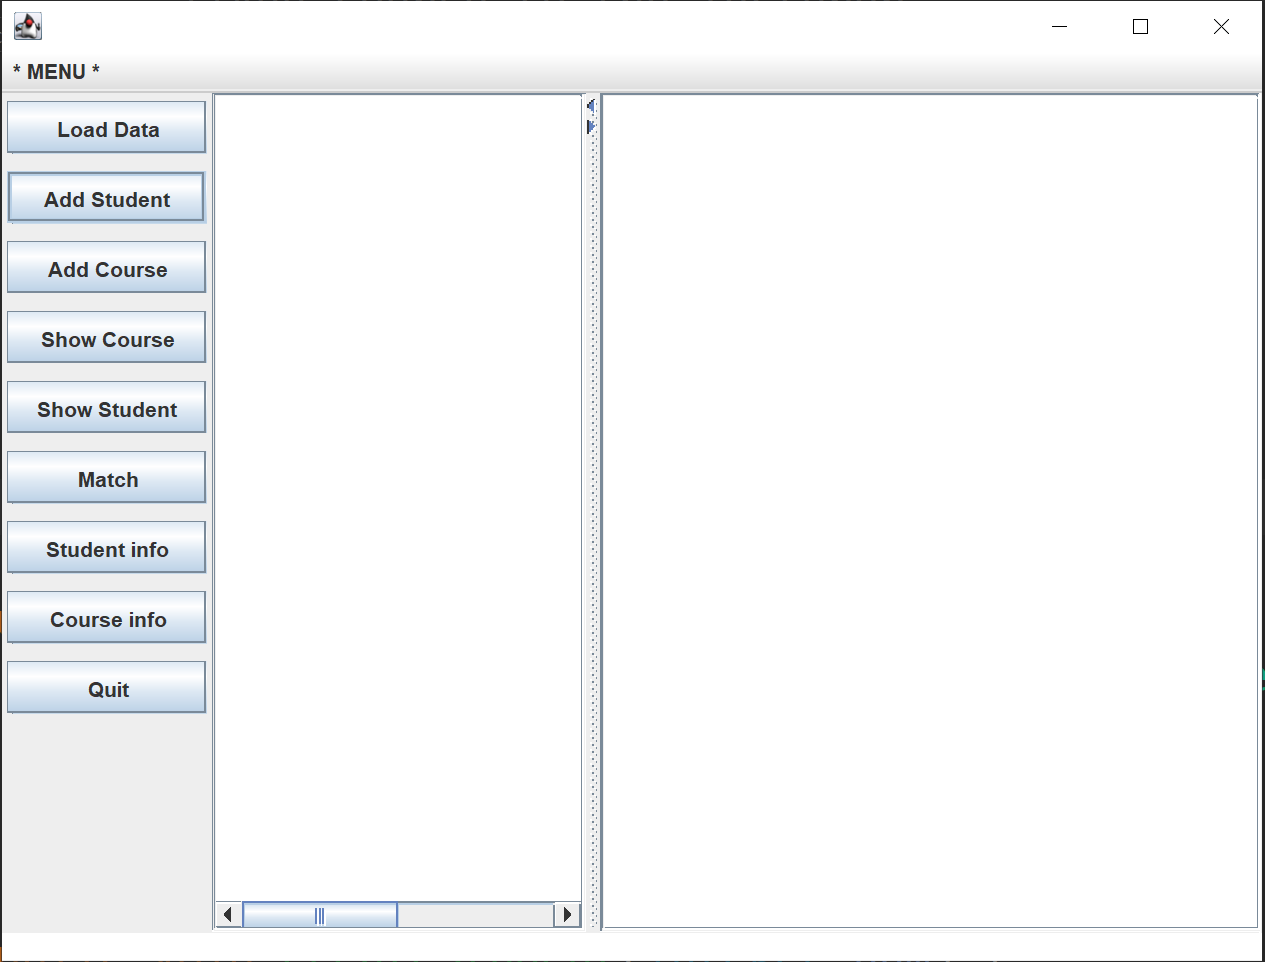 * MENU *
Load Data
Add Student
Add Course
Show Course
Show Student
Match
Student info
Course info
Quit